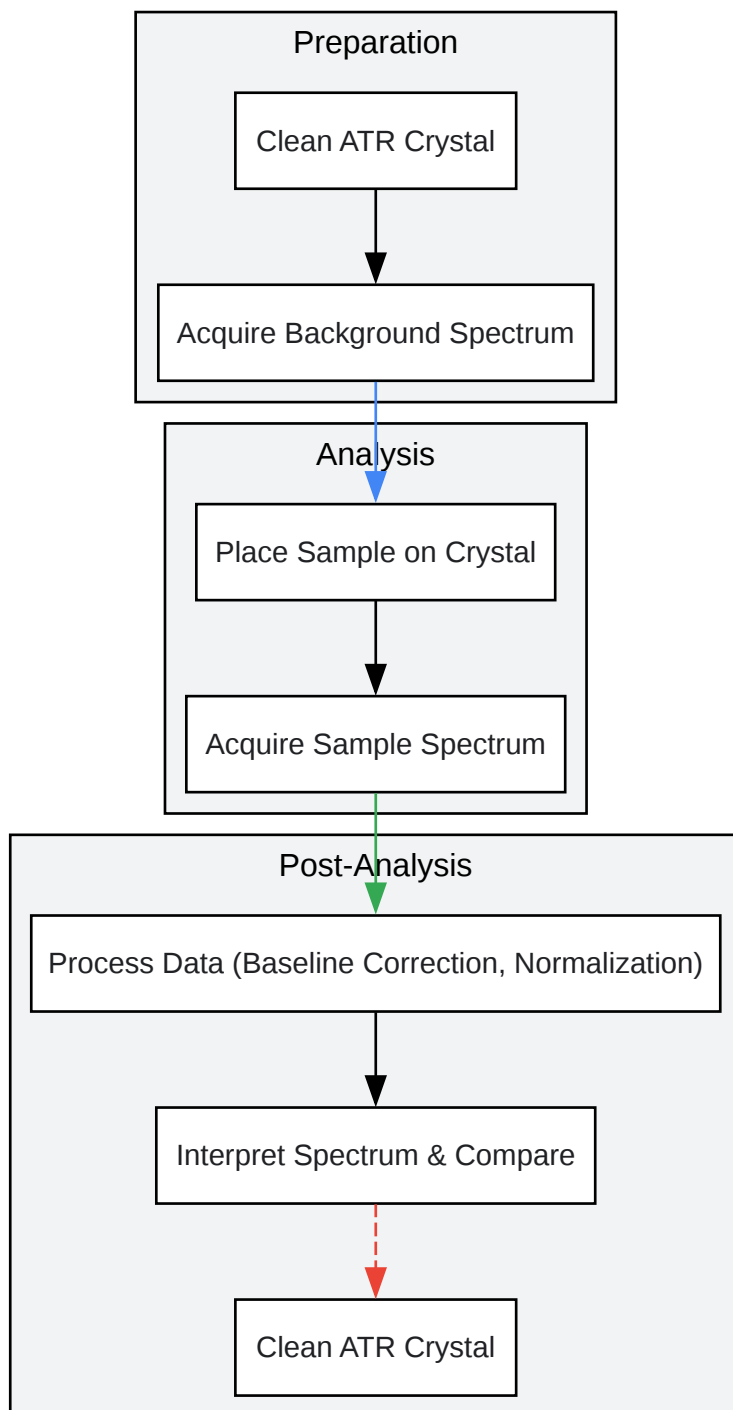 Preparation
Clean ATR Crystal
Acquire Background Spectrum
Analysis
Place Sample on Crystal
Acquire Sample Spectrum
Post-Analysis
Process Data (Baseline Correction, Normalization)
Interpret Spectrum & Compare
Clean ATR Crystal